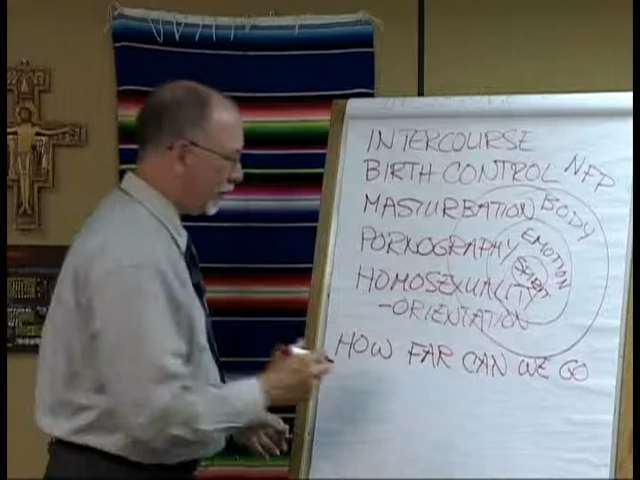 INTERCOURSE
BIRTH CONTROL NFP
MASTURBATION BODY
PORNOGRAPHY EMOTION
SPIRIT
HOMOSEXUALITY
-ORIENTATION
HOW FAR CAN WE GO